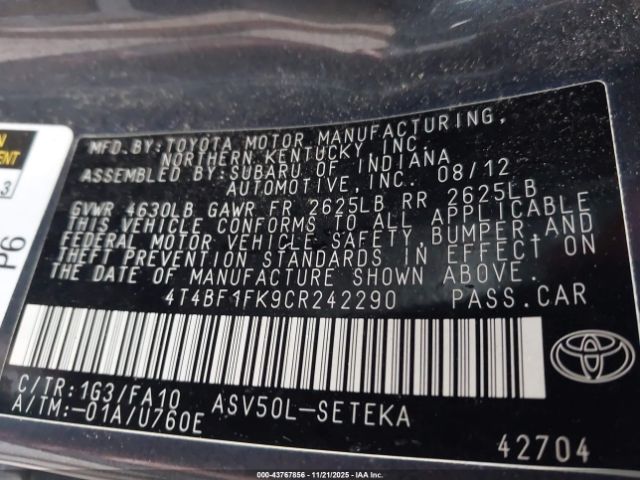 MFD.BY:TOYOTA MOTOR MANUFACTURING,
NORTHERN KENTUCKY INC.
ASSEMBLED BY:SUBARU OF INDIANA
AUTOMOTIVE,INC. 08/12
GVWR 4630LB GAWR FR 2625LB RR 2625LB
THIS VEHICLE CONFORMS TO ALL APPLICABLE
FEDERAL MOTOR VEHICLE SAFETY,BUMPER,AND
THEFT PREVENTION STANDARDS IN EFFECT ON
THE DATE OF MANUFACTURE SHOWN ABOVE.
4T4BF1FK9CR242290 PASS.CAR
C/TR:1G3/FA10
A/TM:-01A/U760E
ASV50L-SETEKA
42704
TOYOTA
3
P6
000-43767856 - 11/21/2025 - IAA Inc.